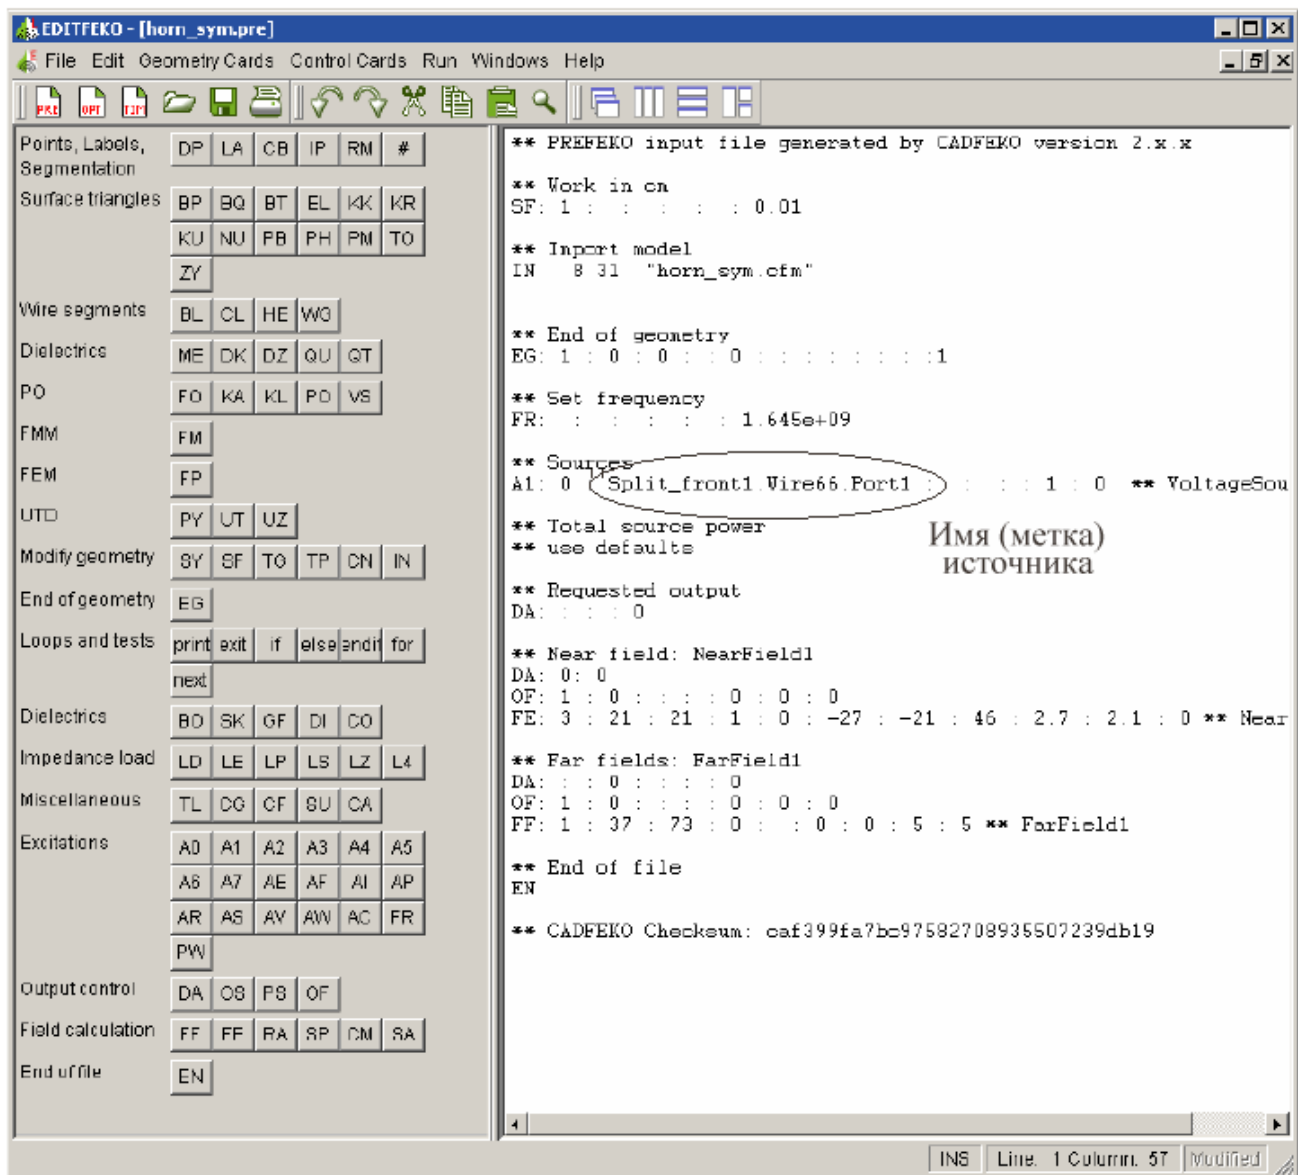 EDITFEKO - [horn_sym.pre]
File Edit Geometry Cards Control Cards Run Windows Help
PRE OPT TIM
Points, Labels, Segmentation DP LA CB IP RM #
Surface triangles BP BQ BT EL KK KR
KU NU PB PH PM TO
ZY
Wire segments BL CL HE WG
Dielectrics ME DK DZ QU QT
PO FO KA KL PO VS
FMM FM
FEM FP
UTD PY UT UZ
Modify geometry SY SF TG TP CN IN
End of geometry EG
Loops and tests print exit if else endif for
next
Dielectrics BO SK GF DI CO
Impedance load LD LE LP LS LZ L4
Miscellaneous TL CG CF SU CA
Excitations A0 A1 A2 A3 A4 A5
A6 A7 AE AF AI AP
AR AS AV AW AC FR
PW
Output control DA OS PS OF
Field calculation FF FE RA SP CM SA
End of file EN
** PREFEKO input file generated by CADFEKO version 2.x.x
** Work in cm
SF: 1 : : : : : 0.01
** Import model
IN 8 31 "horn_sym.cfm"
** End of geometry
EG: 1 : 0 : 0 : : 0 : : : : : : : :1
** Set frequency
FR: : : : : : 1.645e+09
** Sources
A1: 0 : Split_front1.Wire66.Port1 : : : : : 1 : 0 ** VoltageSou
Имя (метка)
источника
** Total source power
** use defaults
** Requested output
DA: : : : 0
** Near field: NearField1
DA: 0: 0
OF: 1 : 0 : : : : 0 : 0 : 0
FE: 3 : 21 : 21 : 1 : 0 : -27 : -21 : 46 : 2.7 : 2.1 : 0 ** Near
** Far fields: FarField1
DA: : : 0 : : : : 0
OF: 1 : 0 : : : : 0 : 0 : 0
FF: 1 : 37 : 73 : 0 : : 0 : 0 : 5 : 5 ** FarField1
** End of file
EN
** CADFEKO Checksum: caf399fa7bc97582708935507239db19
INS Line: 1 Column: 57 Modified